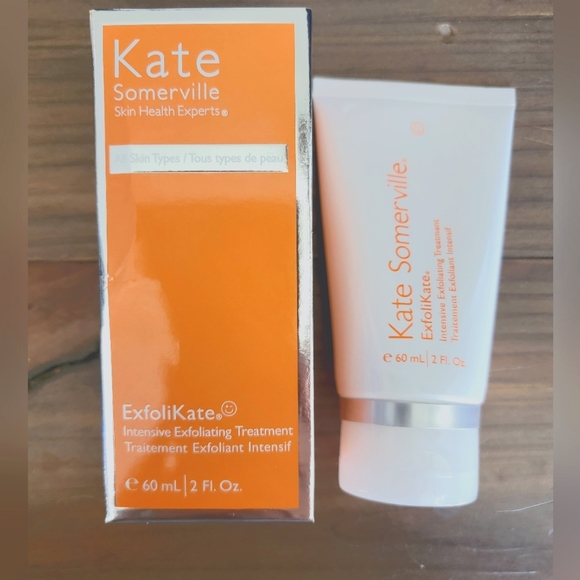 Kate
Somerville
Skin Health Experts®
All Skin Types / Tous types de peau
ExfoliKate®
Intensive Exfoliating Treatment
Traitement Exfoliant Intensif
℮ 60 mL | 2 Fl. Oz.
Kate Somerville®
ExfoliKate®
Intensive Exfoliating Treatment
Traitement Exfoliant Intensif
℮ 60 mL | 2 Fl. Oz.